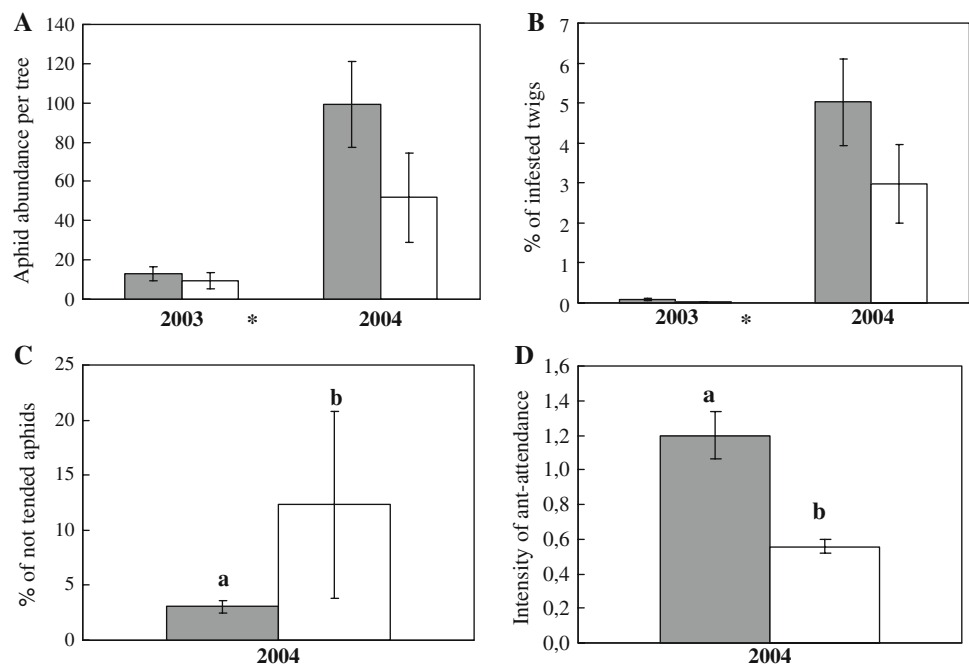 A
Aphid abundance per tree
140
120
100
80
60
40
20
0
2003 * 2004
B
% of infested twigs
7
6
5
4
3
2
1
0
2003 * 2004
C
% of not tended aphids
25
20
15
10
5
0
a
b
2004
D
Intensity of ant-attendance
1,6
1,4
1,2
1,0
0,8
0,6
0,4
0,2
0,0
a
b
2004